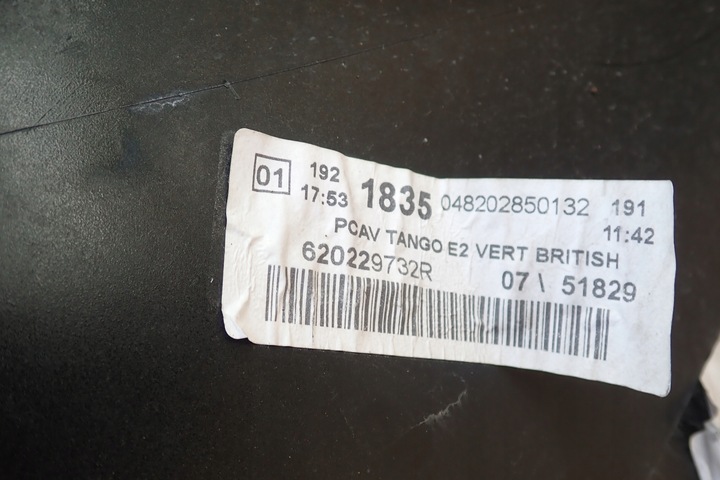 01 192 1835 048202850132 191
17:53 11:42
PCAV TANGO E2 VERT BRITISH
620229732R 07 \ 51829